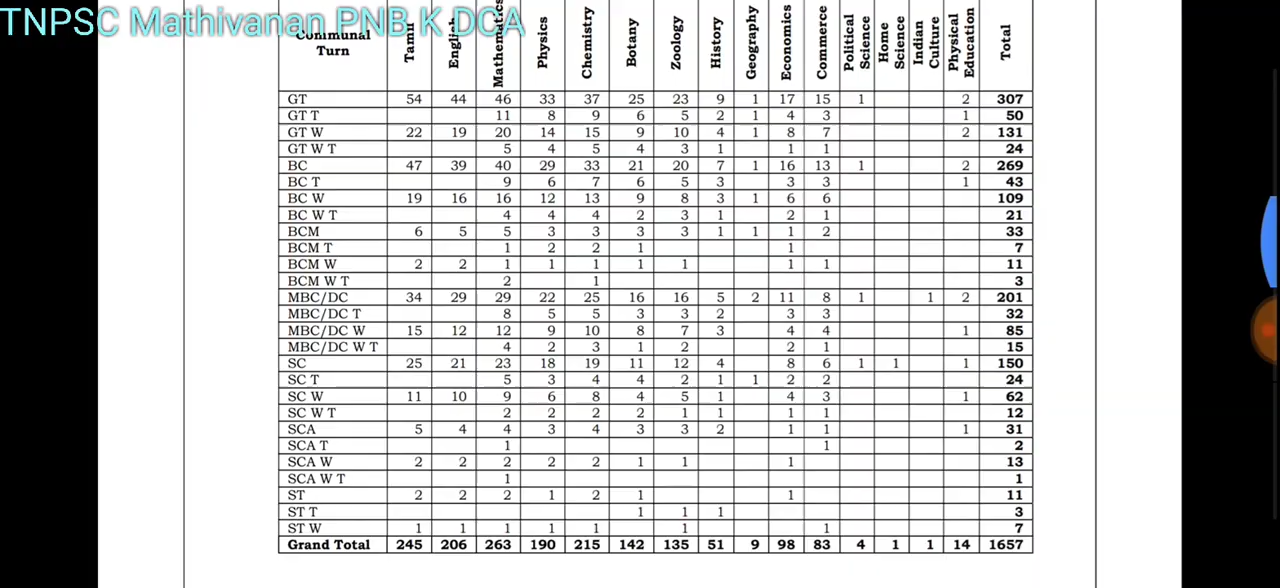 TNPSC Mathivanan PNB K DCA
Communal Turn Tamil English Mathematics Physics Chemistry Botany Zoology History Geography Economics Commerce Political Science Home Science Indian Culture Physical Education Total
GT 54 44 46 33 37 25 23 9 1 17 15 1 2 307
GT T 11 8 9 6 5 2 1 4 3 1 50
GT W 22 19 20 14 15 9 10 4 1 8 7 2 131
GT W T 5 4 5 4 3 1 1 1 24
BC 47 39 40 29 33 21 20 7 1 16 13 1 2 269
BC T 9 6 7 6 5 3 3 3 1 43
BC W 19 16 16 12 13 9 8 3 1 6 6 109
BC W T 4 4 4 2 3 1 2 1 21
BCM 6 5 5 3 3 3 3 1 1 1 2 33
BCM T 1 2 2 1 1 7
BCM W 2 2 1 1 1 1 1 1 1 11
BCM W T 2 1 3
MBC/DC 34 29 29 22 25 16 16 5 2 11 8 1 1 2 201
MBC/DC T 8 5 5 3 3 2 3 3 32
MBC/DC W 15 12 12 9 10 8 7 3 4 4 1 85
MBC/DC W T 4 2 3 1 2 2 1 15
SC 25 21 23 18 19 11 12 4 8 6 1 1 1 150
SC T 5 3 4 4 2 1 1 2 2 24
SC W 11 10 9 6 8 4 5 1 4 3 1 62
SC W T 2 2 2 2 1 1 1 1 12
SCA 5 4 4 3 4 3 3 2 1 1 1 31
SCA T 1 1 2
SCA W 2 2 2 2 2 1 1 1 13
SCA W T 1 1
ST 2 2 2 1 2 1 1 11
ST T 1 1 1 3
ST W 1 1 1 1 1 1 1 7
Grand Total 245 206 263 190 215 142 135 51 9 98 83 4 1 1 14 1657